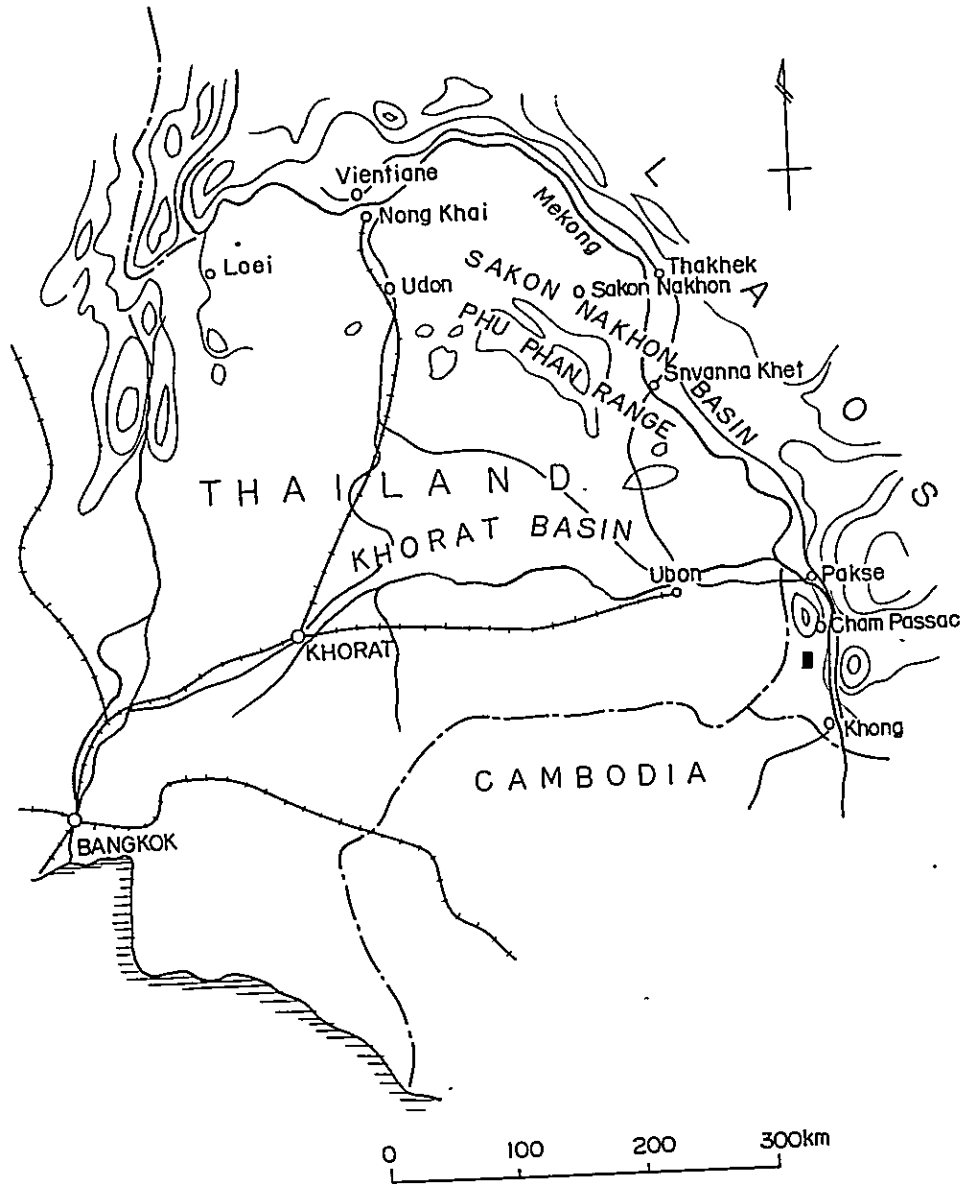 Vientiane
Nong Khai
Loei
Udon
Mekong
LAOS
Thakhek
Sakon Nakhon
SAKON NAKHON BASIN
PHU PHAN RANGE
Snvanna Khet
THAILAND
KHORAT BASIN
Ubon
Pakse
Cham Passac
KHORAT
Khong
CAMBODIA
BANGKOK
0 100 200 300km